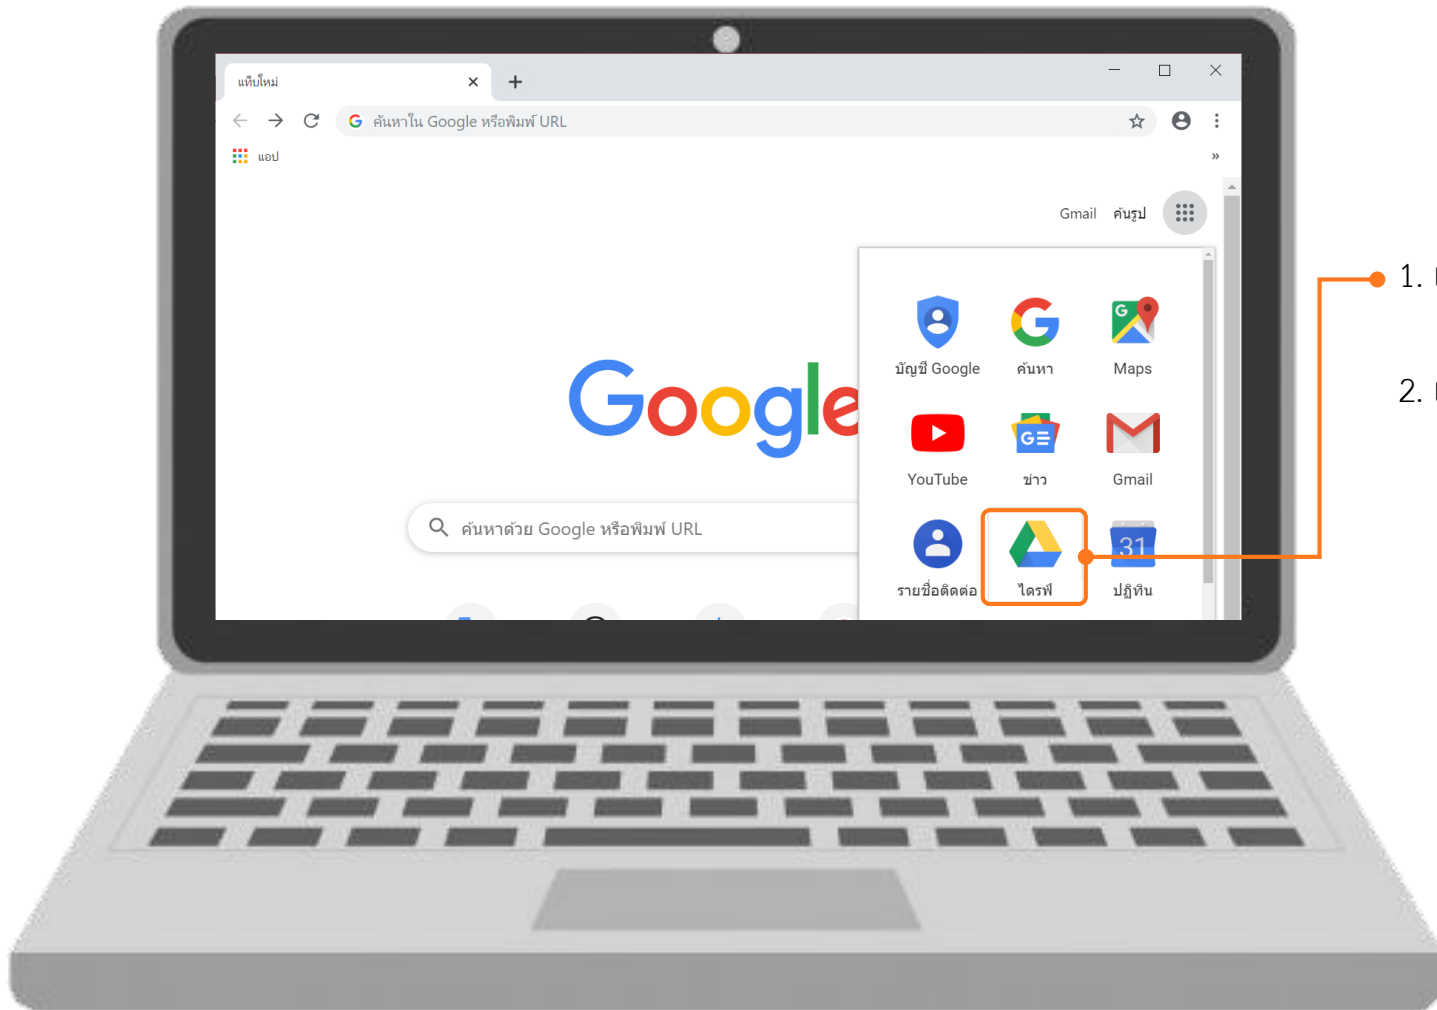 แท็บใหม่
ค้นหาใน Google หรือพิมพ์ URL
แอป
Gmail ค้นรูป
Google
บัญชี Google ค้นหา Maps
YouTube ข่าว Gmail
31
รายชื่อติดต่อ ไดรฟ์ ปฏิทิน
ค้นหาด้วย Google หรือพิมพ์ URL
1.
2.